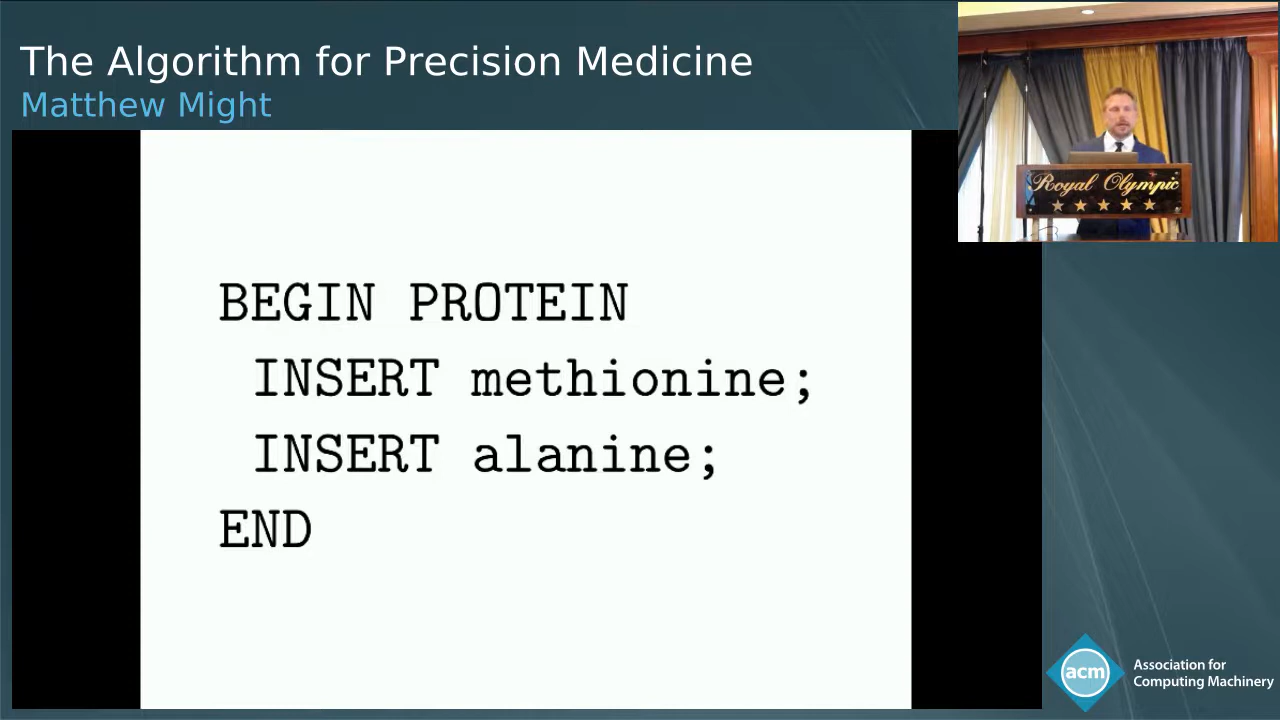 The Algorithm for Precision Medicine
Matthew Might
Royal Olympic
BEGIN PROTEIN
INSERT methionine;
INSERT alanine;
END
acm
Association for
Computing Machinery